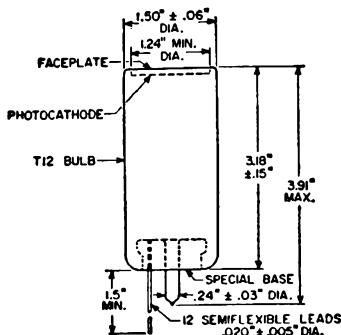 1.50" ± .06"
DIA.
1.24" MIN.
DIA.
FACEPLATE
PHOTOCATHODE
T12 BULB
3.18"
±.15"
3.91"
MAX.
SPECIAL BASE
.24" ± .03" DIA.
1.5"
MIN.
12 SEMIFLEXIBLE LEADS
.020" ± .005" DIA.